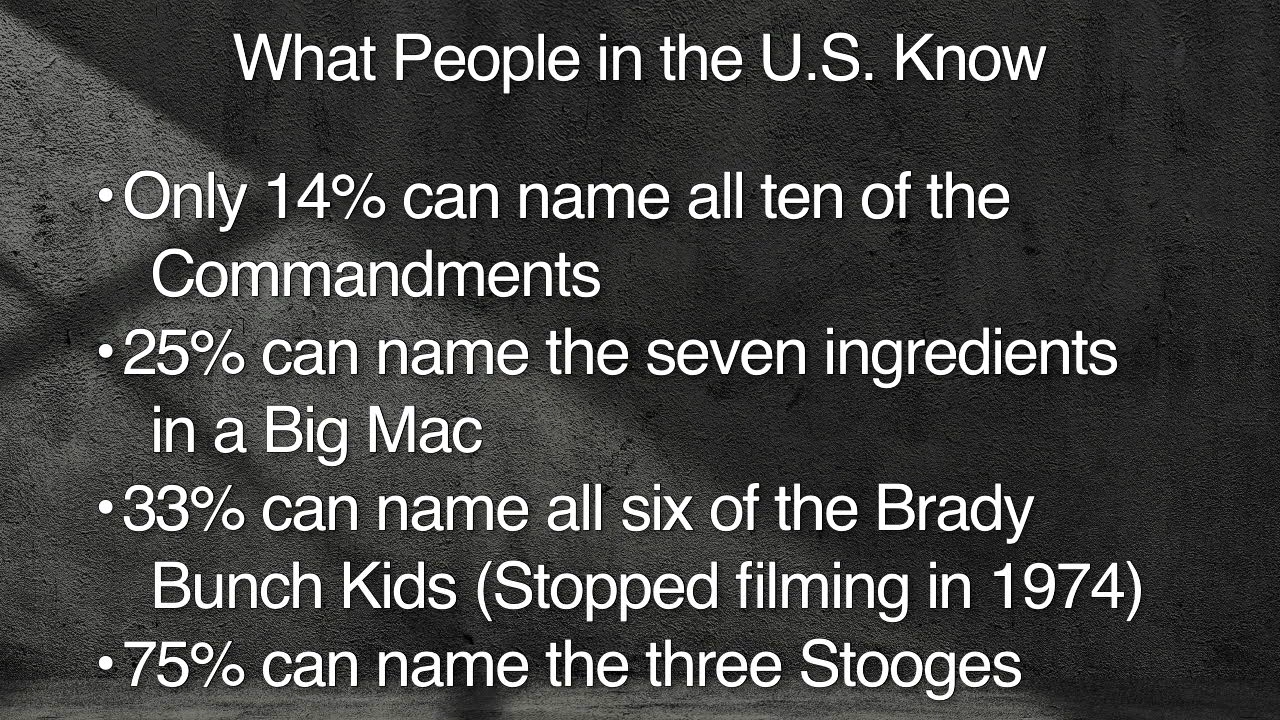 What People in the U.S. Know
• Only 14% can name all ten of the
Commandments
• 25% can name the seven ingredients
in a Big Mac
• 33% can name all six of the Brady
Bunch Kids (Stopped filming in 1974)
• 75% can name the three Stooges